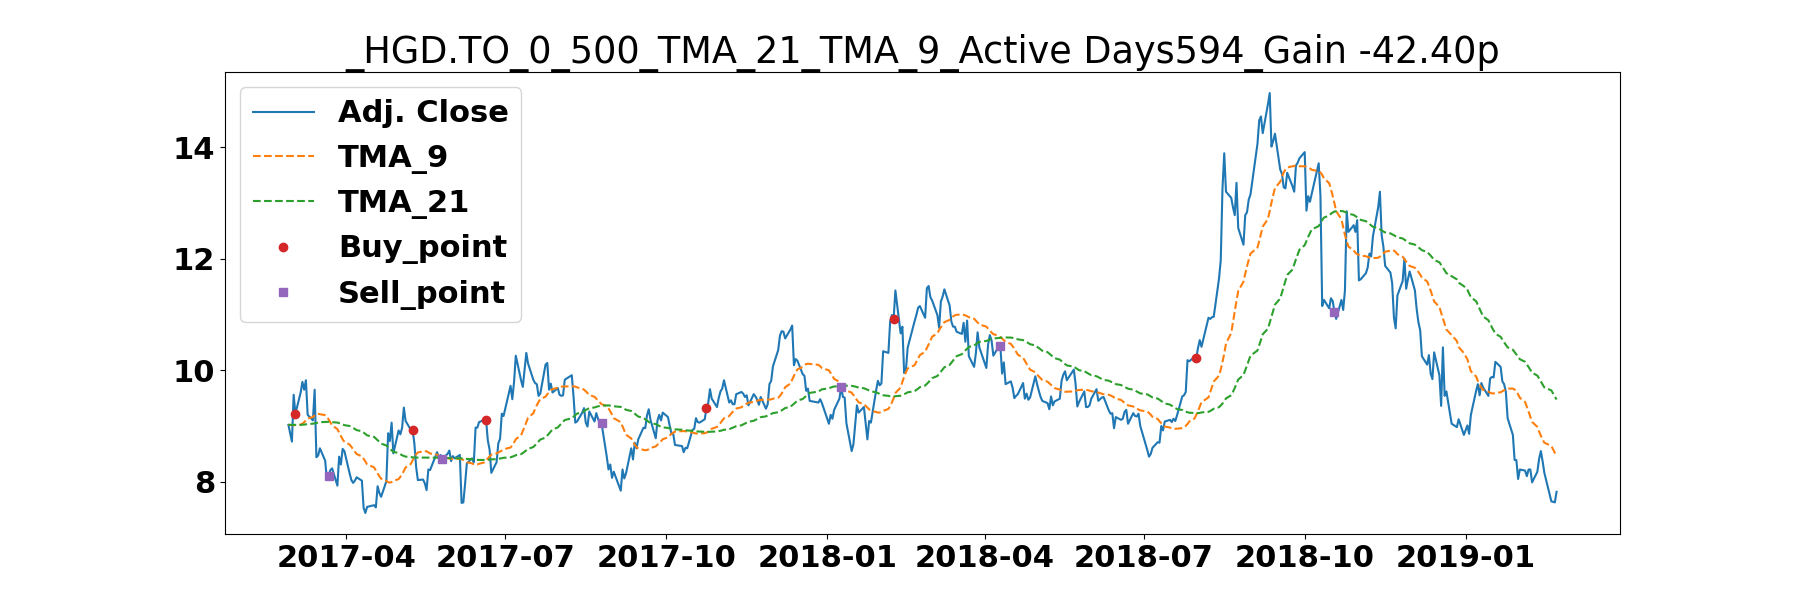 _HGD.TO_0_500_TMA_21_TMA_9_Active Days594_Gain -42.40p
Adj. Close
TMA_9
TMA_21
Buy_point
Sell_point
14
12
10
8
2017-04 2017-07 2017-10 2018-01 2018-04 2018-07 2018-10 2019-01